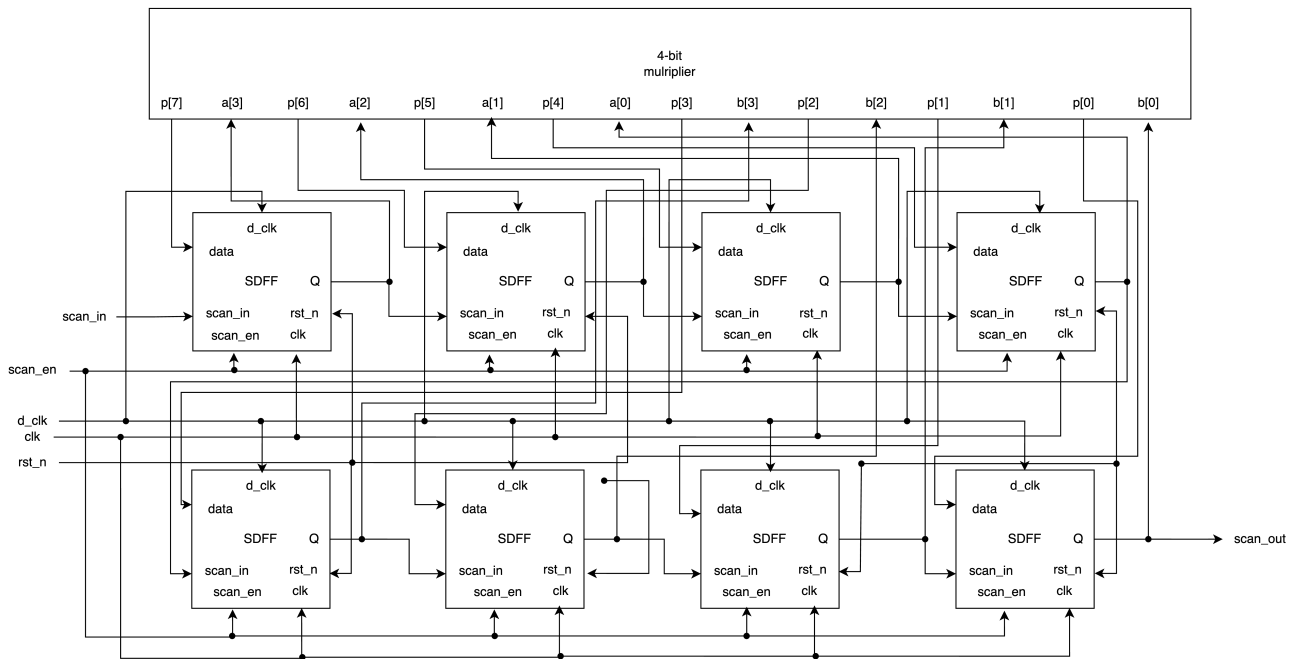 4-bit
mulriplier
p[7] a[3] p[6] a[2] p[5] a[1] p[4] a[0] p[3] b[3] p[2] b[2] p[1] b[1] p[0] b[0]
d_clk d_clk d_clk d_clk
data data data data
SDFF Q SDFF Q SDFF Q SDFF Q
scan_in scan_in rst_n scan_in rst_n scan_in rst_n scan_in rst_n
scan_en clk scan_en clk scan_en clk scan_en clk
scan_en
d_clk
clk
rst_n
d_clk d_clk d_clk d_clk
data data data data
SDFF Q SDFF Q SDFF Q SDFF Q scan_out
scan_in rst_n scan_in rst_n scan_in rst_n scan_in rst_n
scan_en clk scan_en clk scan_en clk scan_en clk